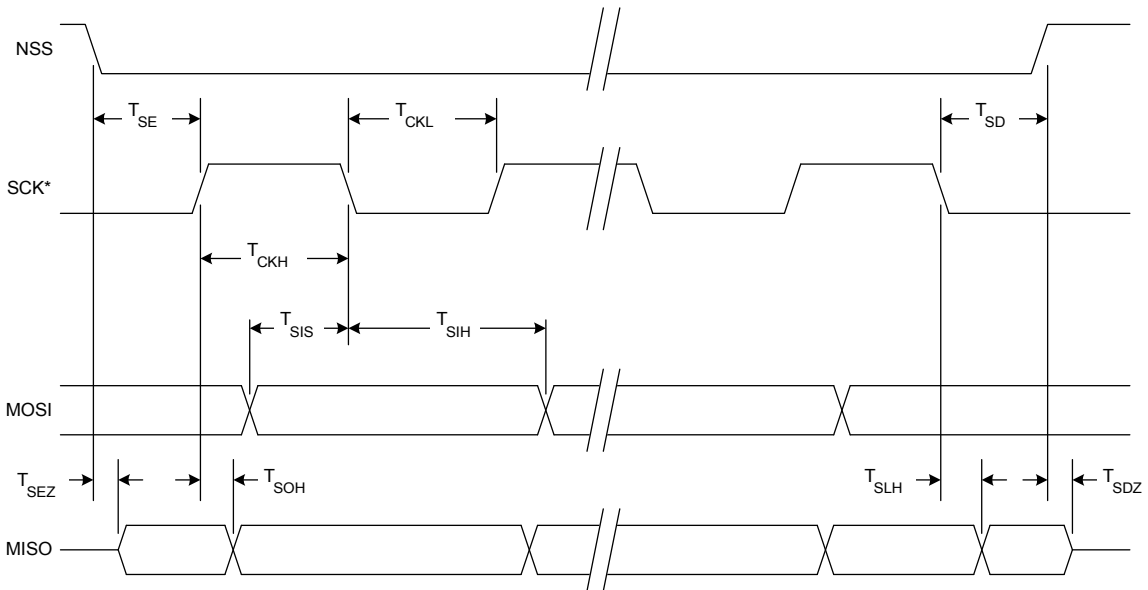 NSS
T_SE
T_CKL
T_SD
SCK*
T_CKH
T_SIS
T_SIH
MOSI
T_SEZ
T_SOH
T_SLH
T_SDZ
MISO